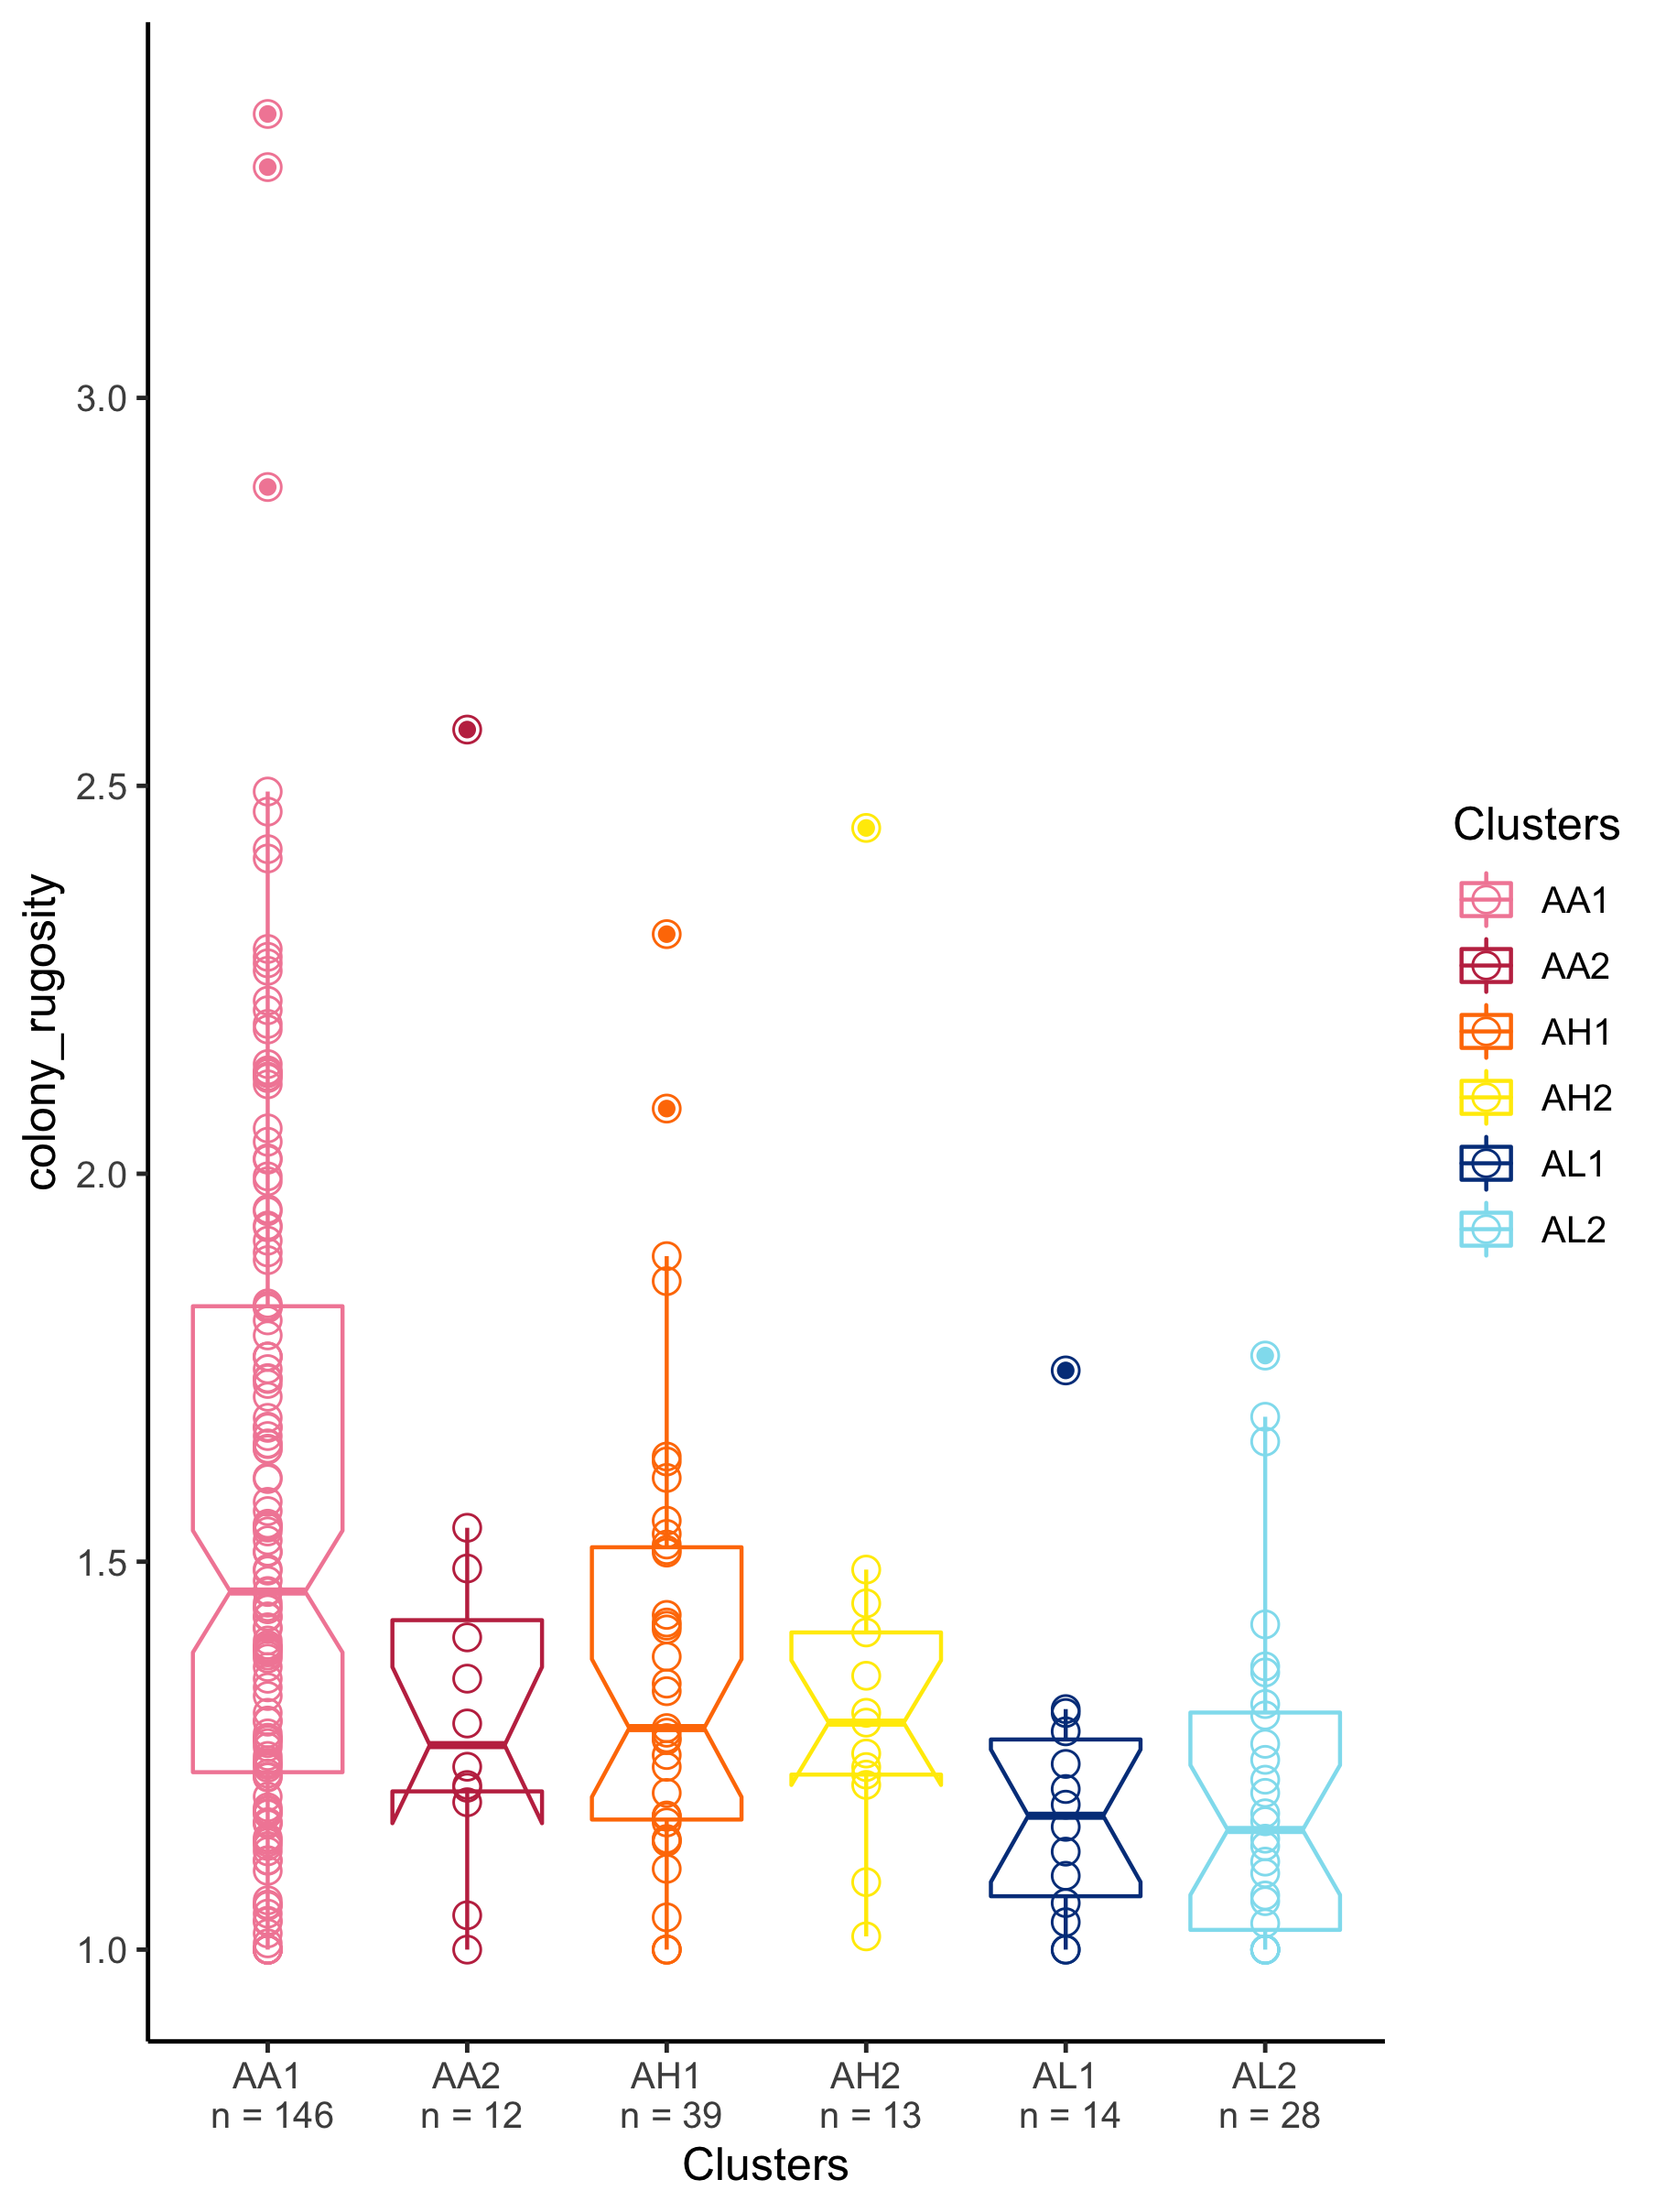 colony_rugosity
3.0
2.5
2.0
1.5
1.0
AA1 AA2 AH1 AH2 AL1 AL2
n = 146 n = 12 n = 39 n = 13 n = 14 n = 28
Clusters
Clusters
AA1
AA2
AH1
AH2
AL1
AL2